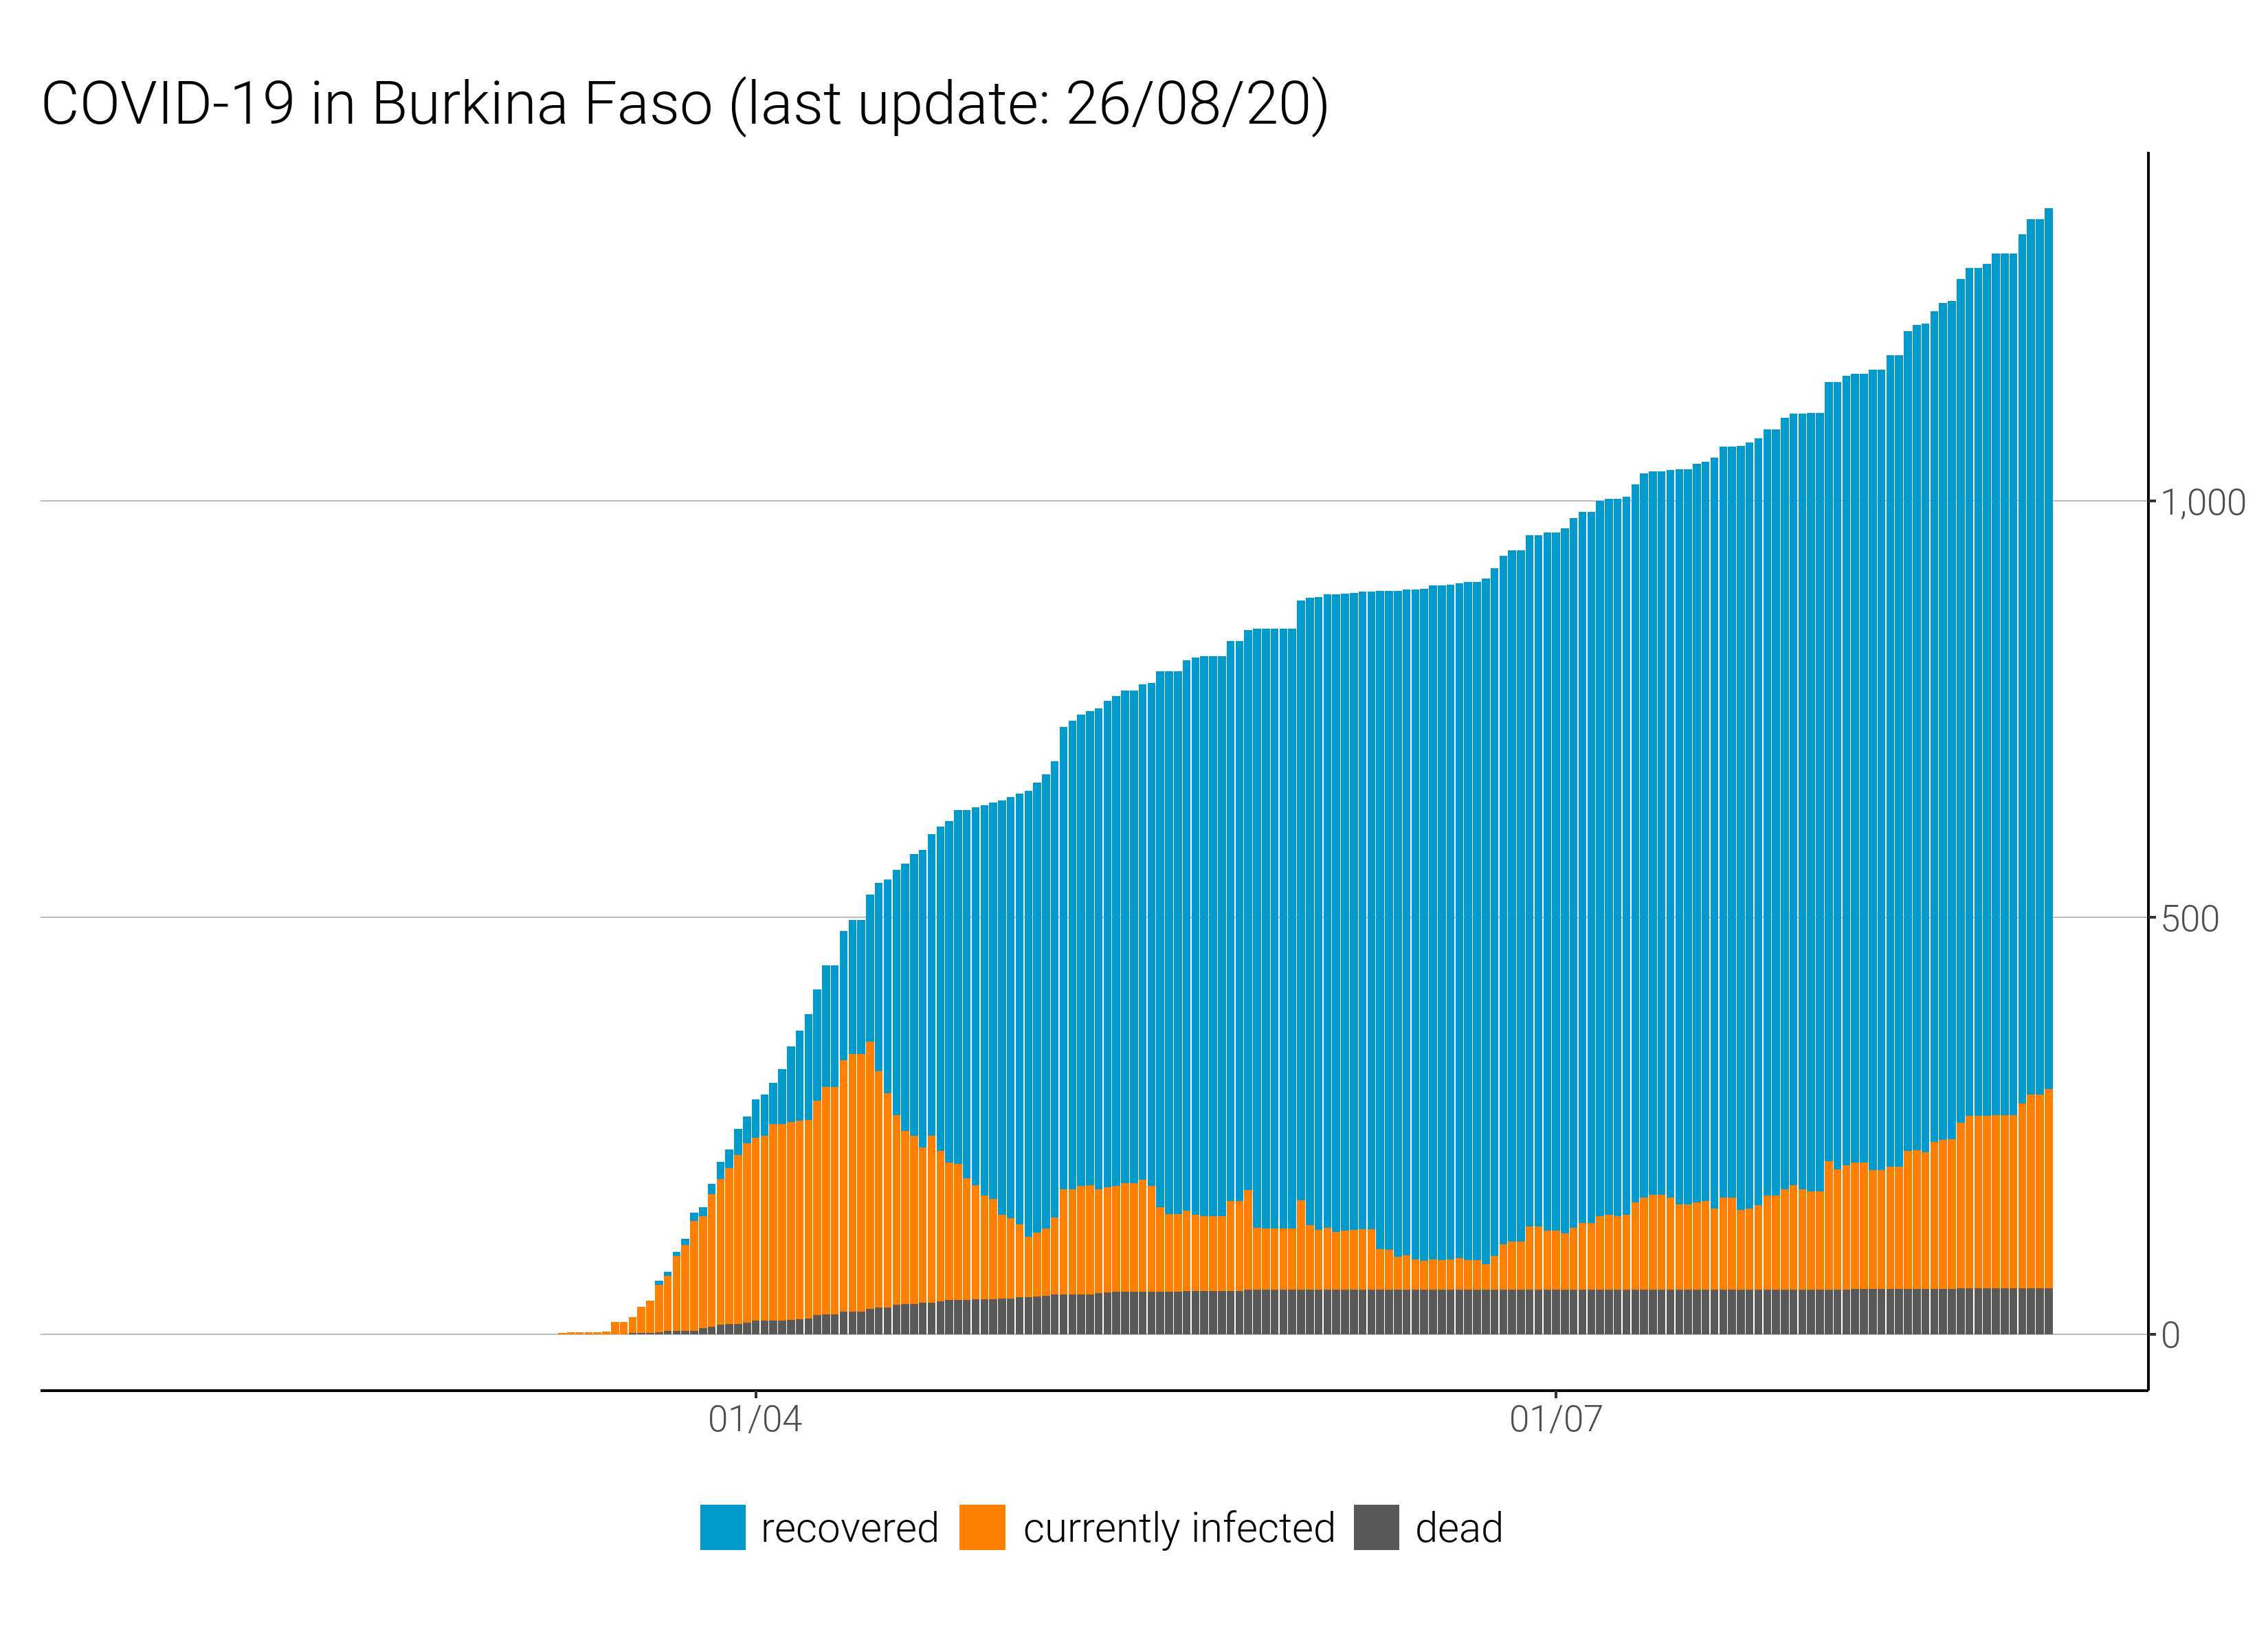 COVID-19 in Burkina Faso (last update: 26/08/20)
1,000
500
0
01/04 01/07
recovered currently infected dead